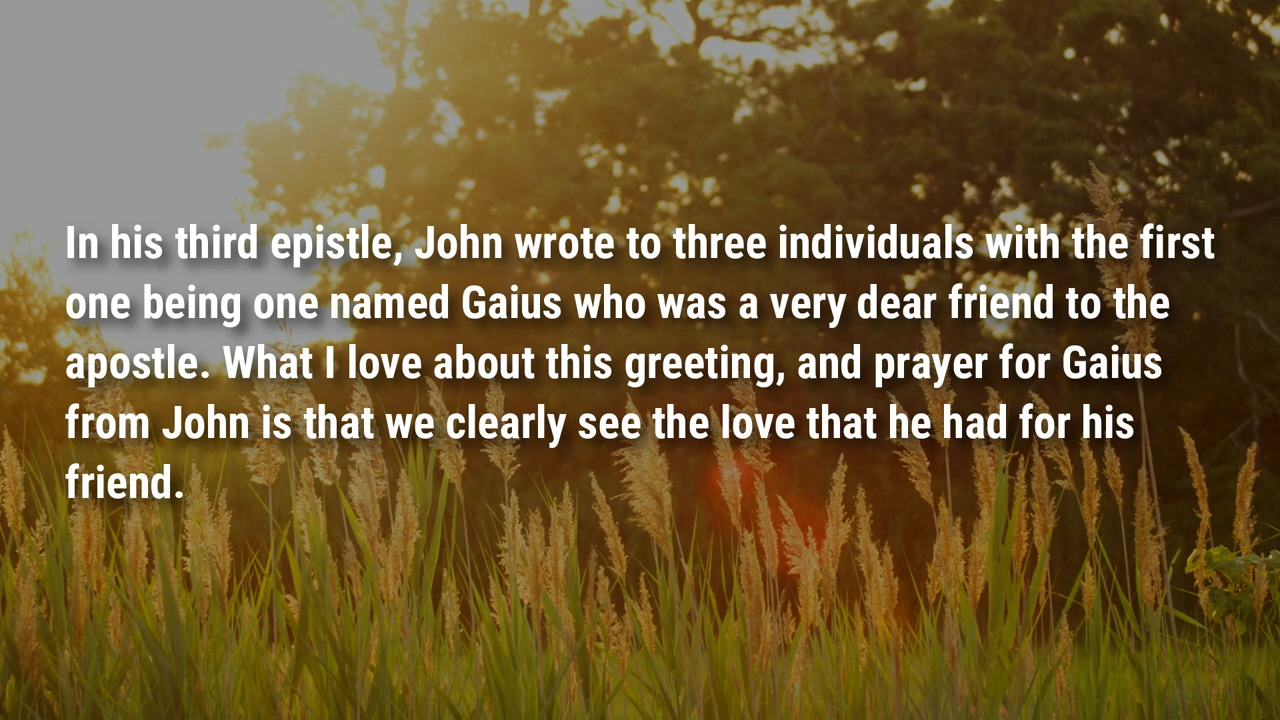 In his third epistle, John wrote to three individuals with the first
one being one named Gaius who was a very dear friend to the
apostle. What I love about this greeting, and prayer for Gaius
from John is that we clearly see the love that he had for his
friend.